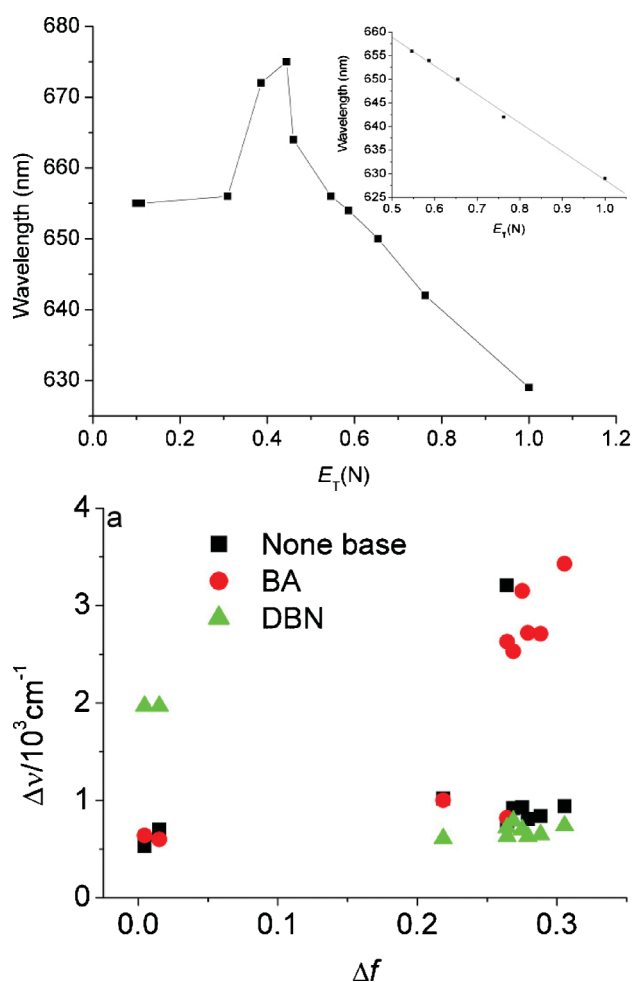 680
670
660
650
640
630
Wavelength (nm)
0.0 0.2 0.4 0.6 0.8 1.0 1.2
E_T(N)
660
655
650
645
640
635
630
625
Wavelength (nm)
0.5 0.6 0.7 0.8 0.9 1.0
E_T(N)
a
None base
BA
DBN
4
3
2
1
0
Δν/10³cm⁻¹
0.0 0.1 0.2 0.3
Δf